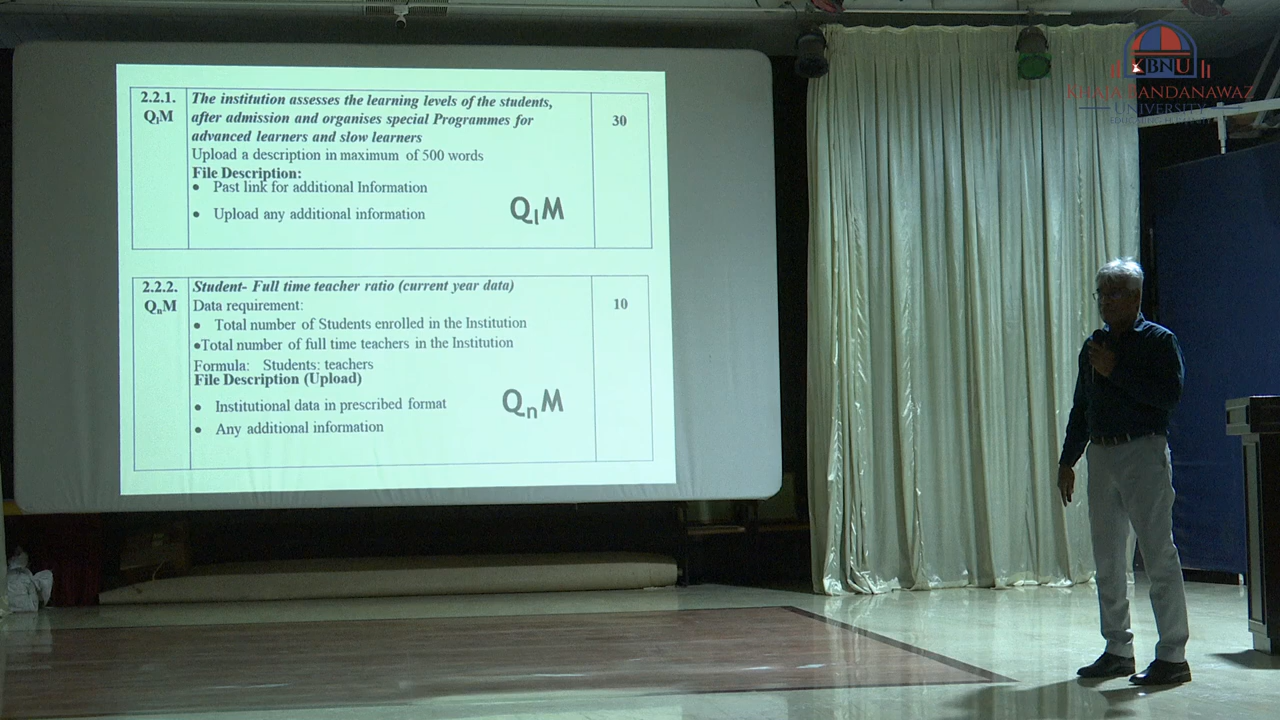 2.2.1.
QlM
The institution assesses the learning levels of the students,
after admission and organises special Programmes for
advanced learners and slow learners
Upload a description in maximum of 500 words
File Description:
• Past link for additional Information
• Upload any additional information
QlM
30
2.2.2.
QnM
Student- Full time teacher ratio (current year data)
Data requirement:
• Total number of Students enrolled in the Institution
•Total number of full time teachers in the Institution
Formula: Students: teachers
File Description (Upload)
• Institutional data in prescribed format
• Any additional information
QnM
10
KBNU
KHAJA BANDANAWAZ
UNIVERSITY